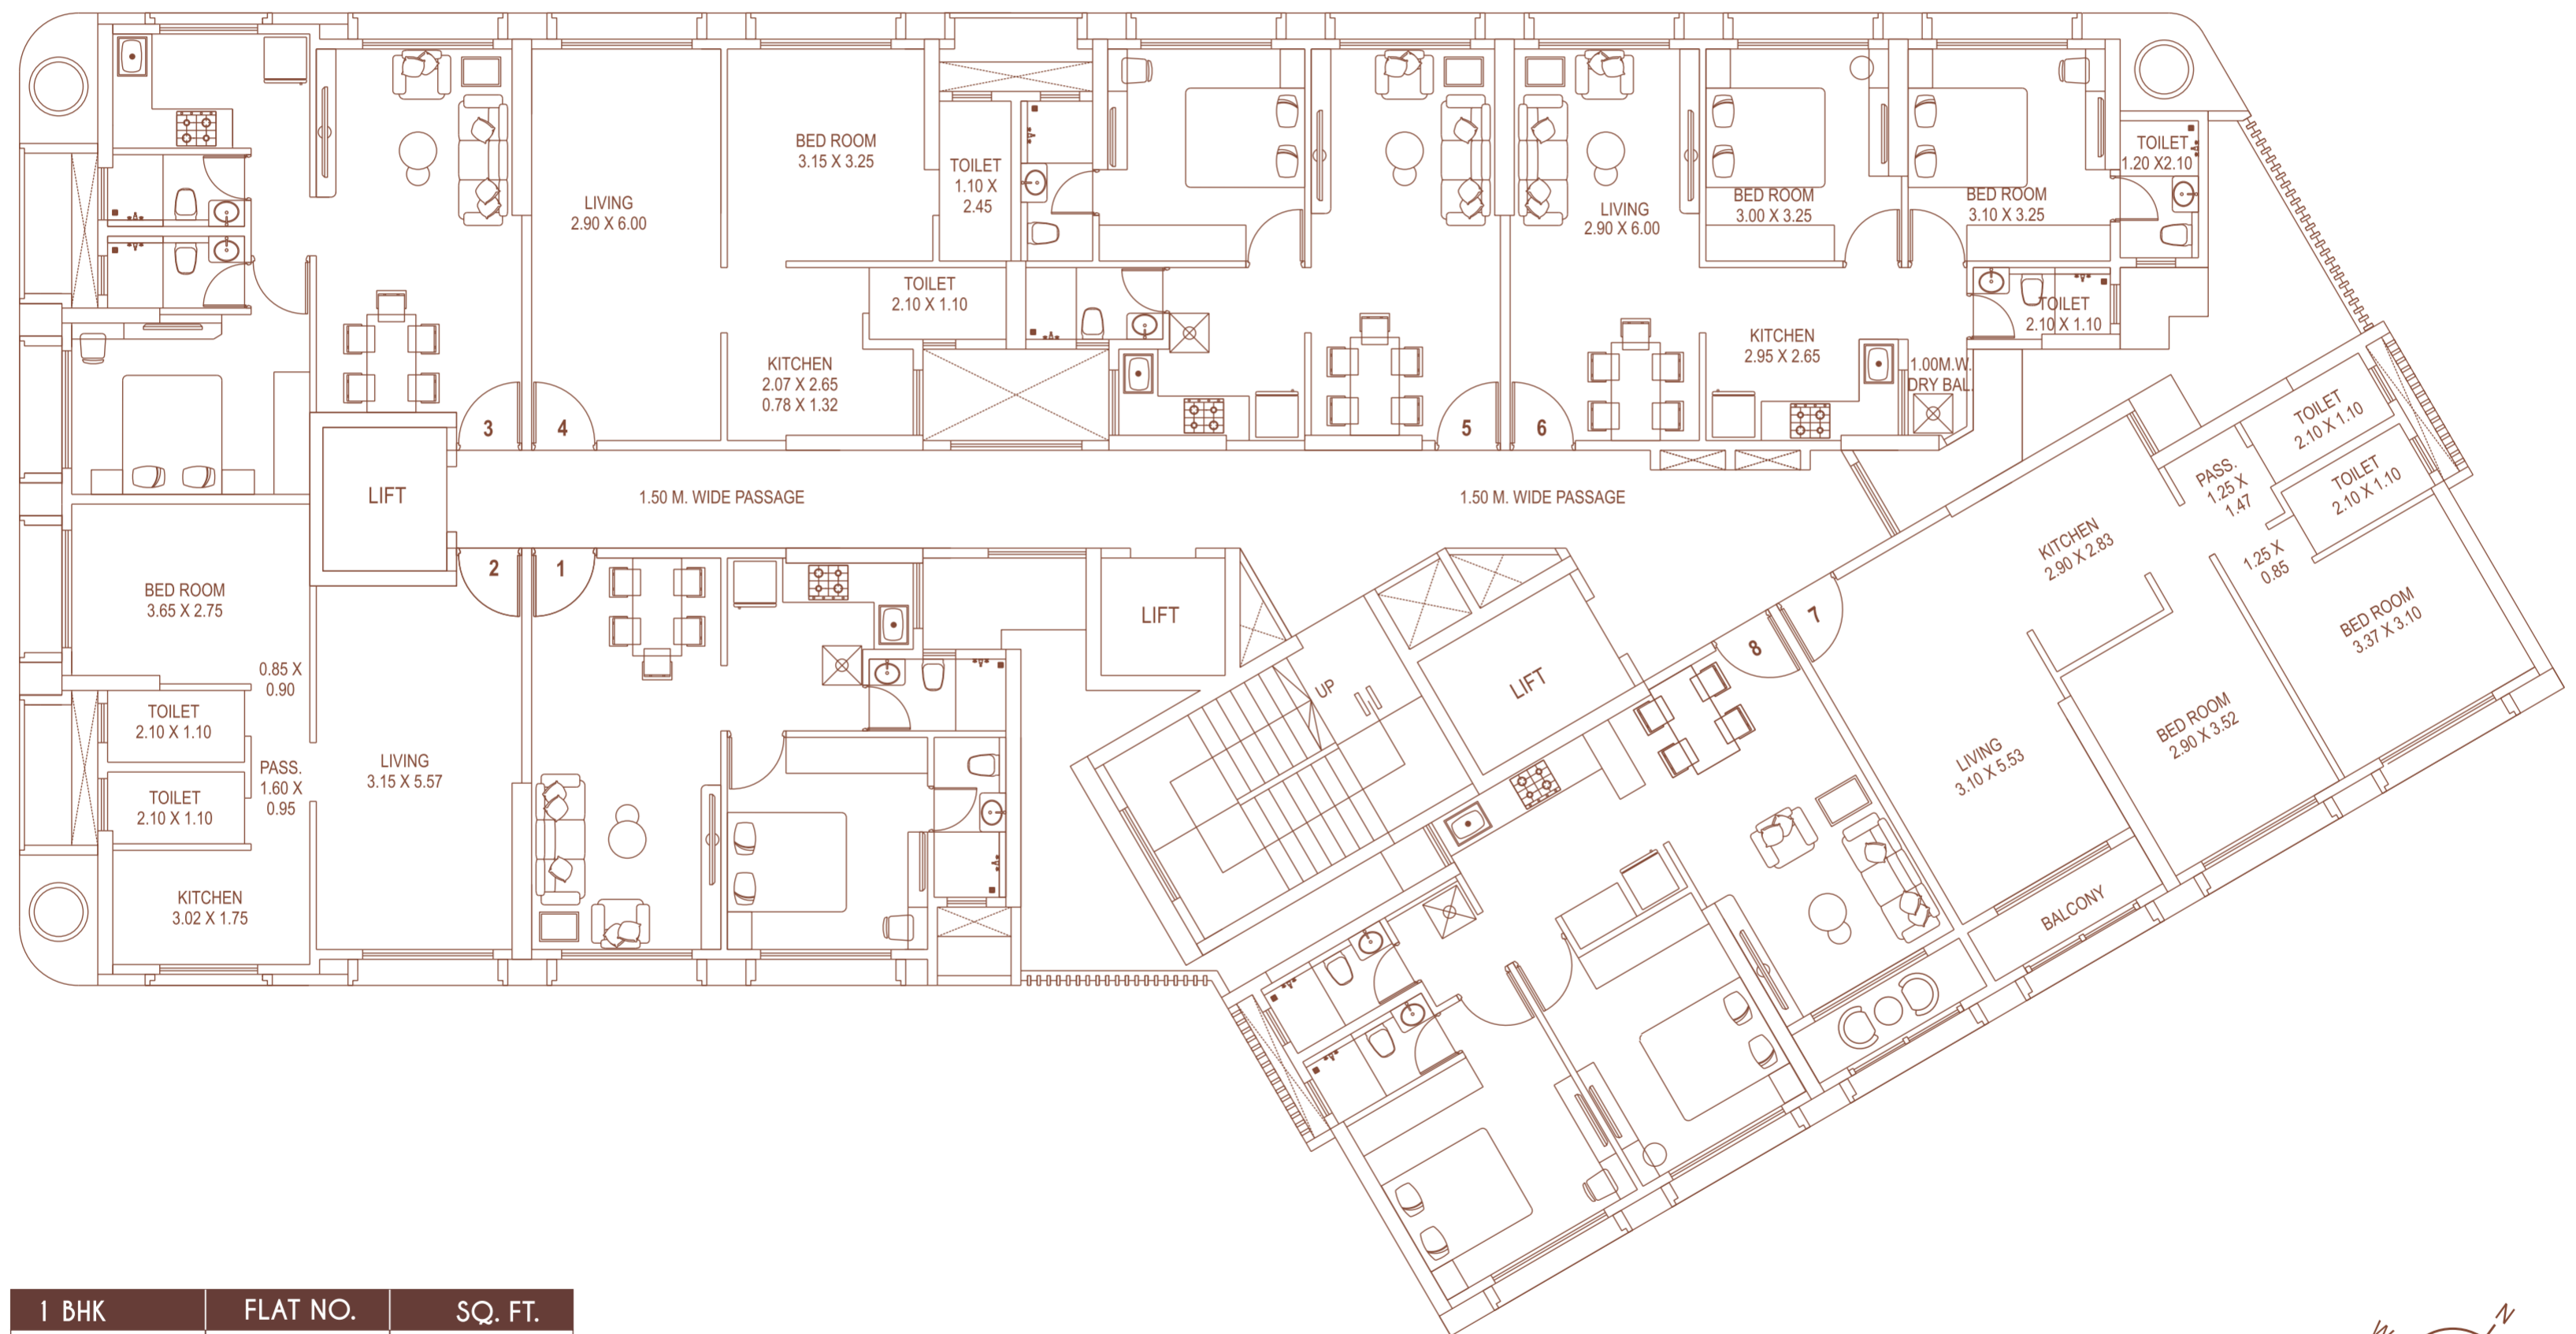 BED ROOM
3.15 X 3.25
TOILET
1.10 X
2.45
LIVING
2.90 X 6.00
TOILET
2.10 X 1.10
KITCHEN
2.07 X 2.65
0.78 X 1.32
LIVING
2.90 X 6.00
BED ROOM
3.00 X 3.25
BED ROOM
3.10 X 3.25
TOILET
1.20 X2.10
TOILET
2.10 X 1.10
KITCHEN
2.95 X 2.65
1.00M.W.
DRY BAL.
3
4
5
6
LIFT
1.50 M. WIDE PASSAGE
1.50 M. WIDE PASSAGE
TOILET
2.10 X 1.10
TOILET
2.10 X 1.10
PASS.
1.25 X
1.47
1.25 X
0.85
KITCHEN
2.90 X 2.83
BED ROOM
3.37 X 3.10
BED ROOM
2.90 X 3.52
LIVING
3.10 X 5.53
BALCONY
2
1
LIFT
7
8
LIFT
UP
BED ROOM
3.65 X 2.75
0.85 X
0.90
TOILET
2.10 X 1.10
TOILET
2.10 X 1.10
PASS.
1.60 X
0.95
LIVING
3.15 X 5.57
KITCHEN
3.02 X 1.75
1 BHK FLAT NO. SQ. FT.
N